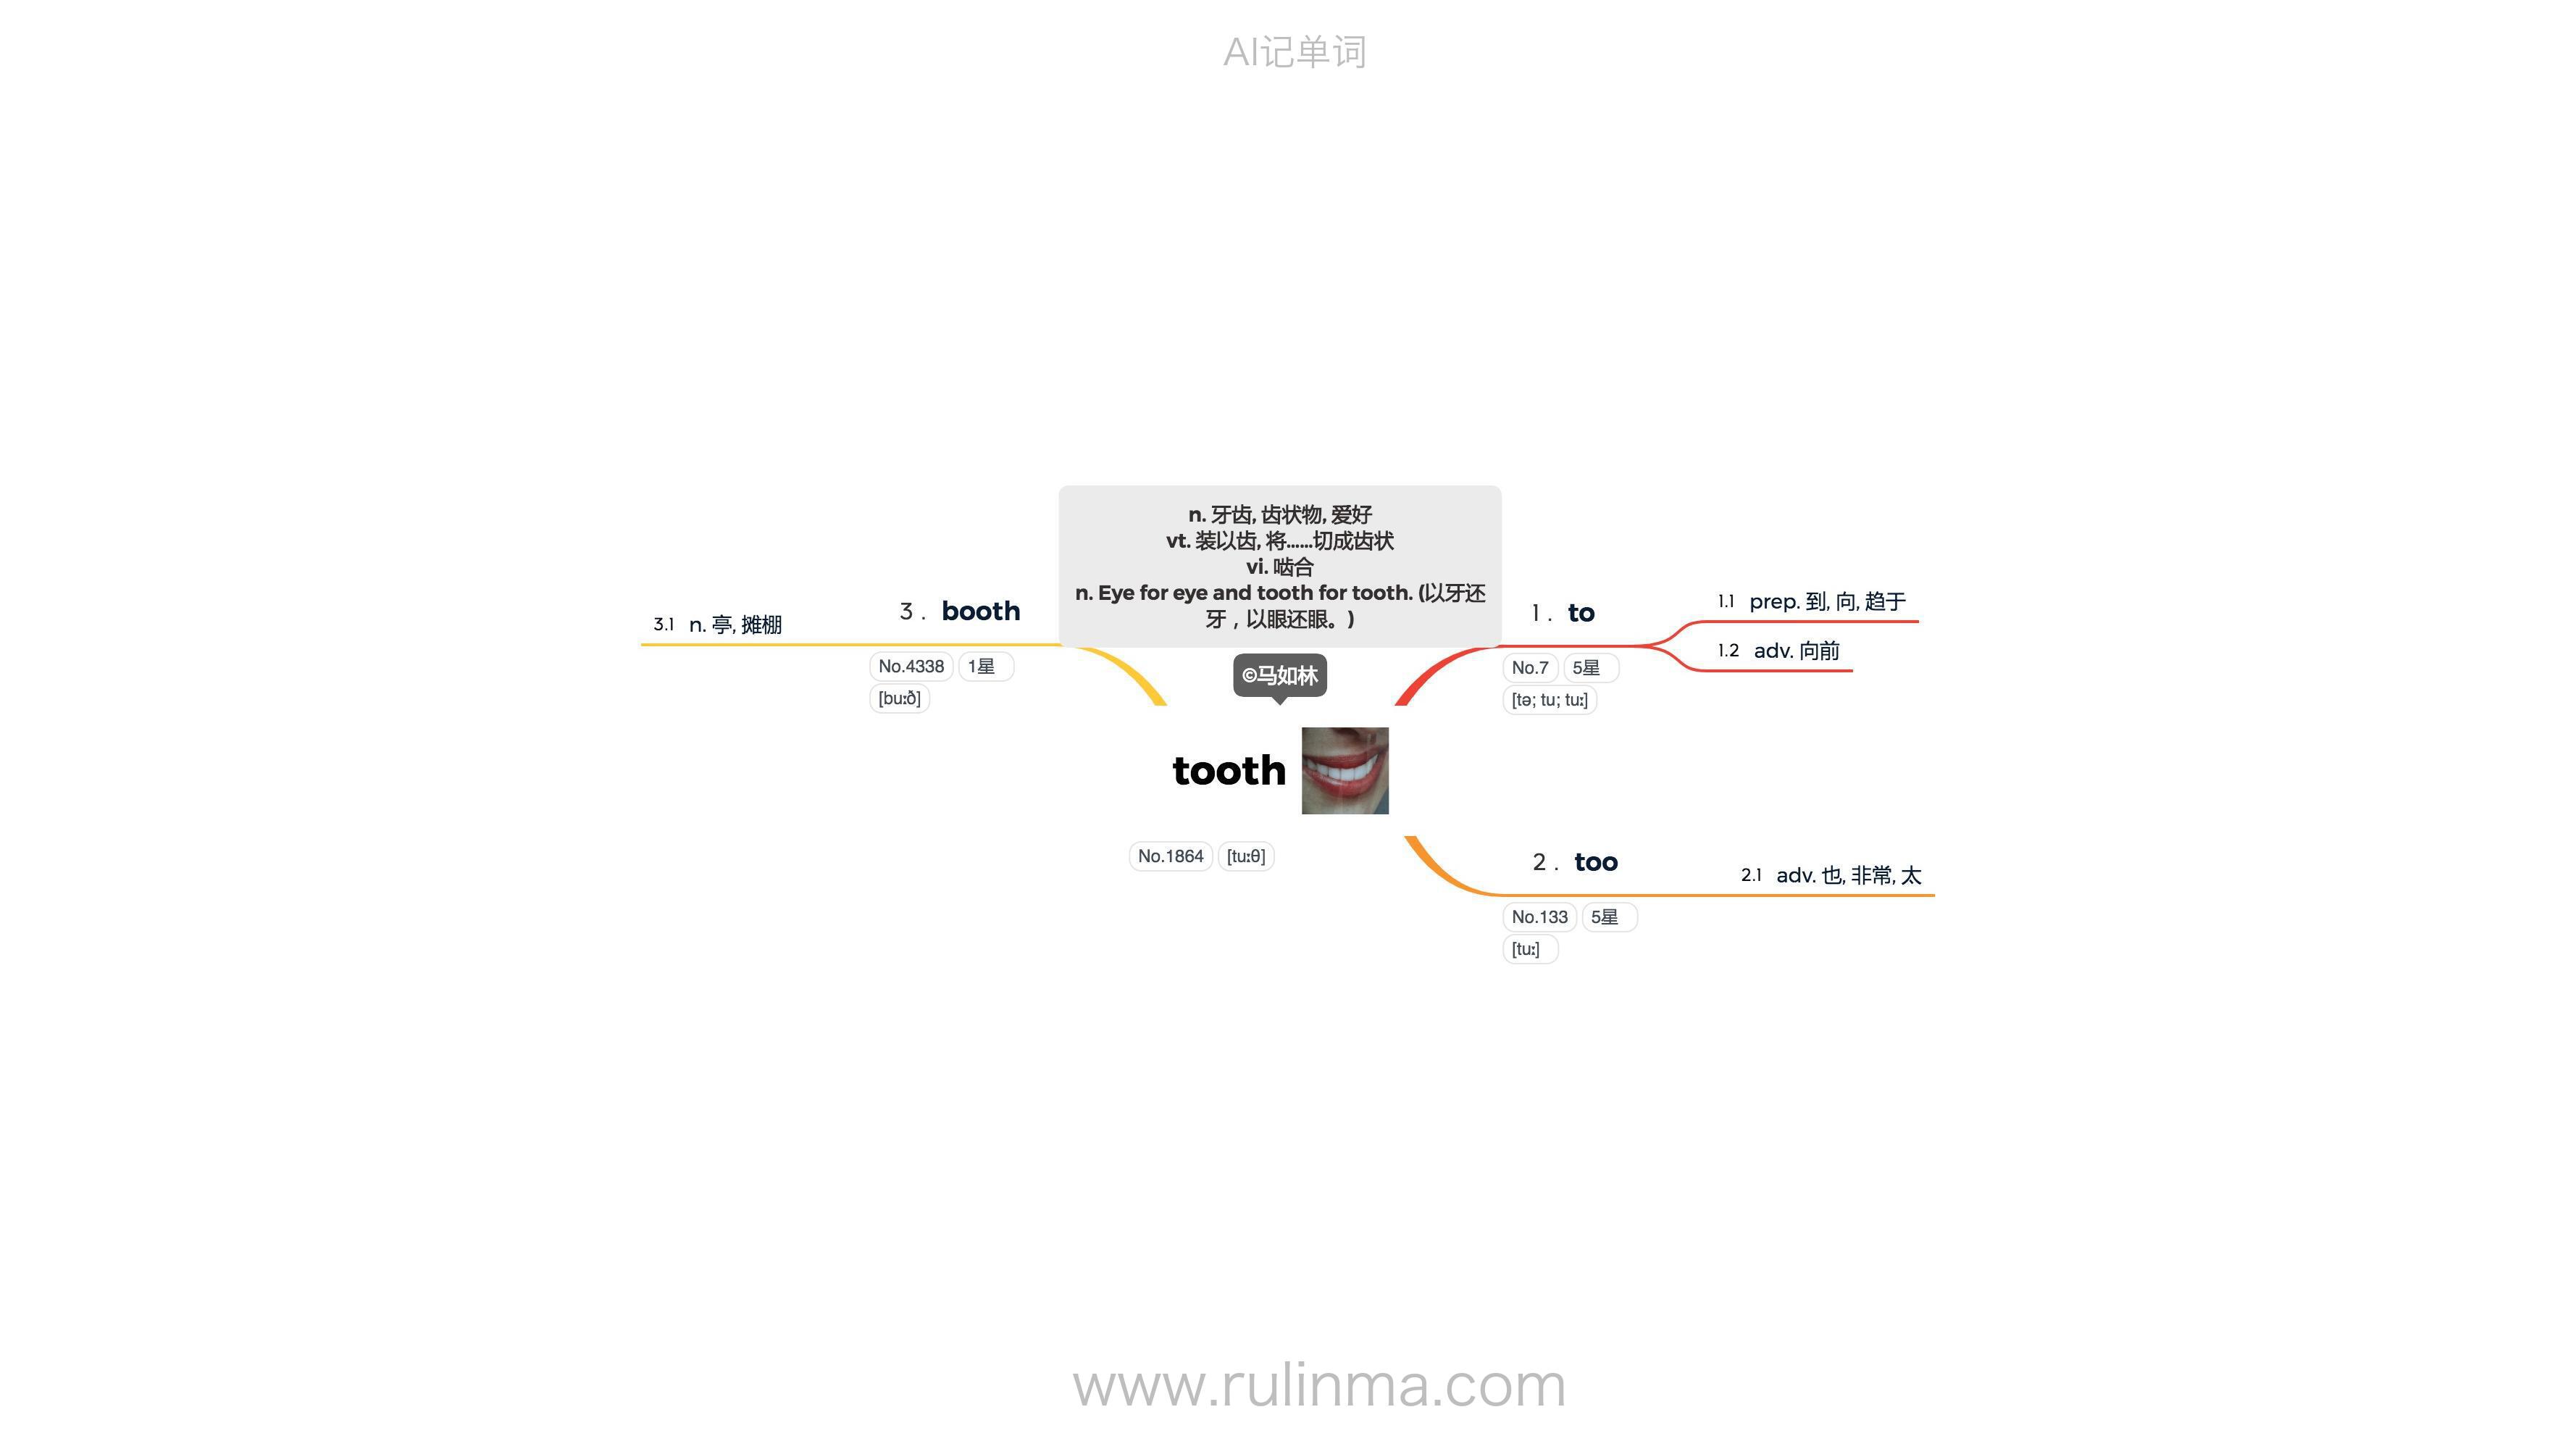 AI记单词
n. 牙齿, 齿状物, 爱好
vt. 装以齿, 将……切成齿状
vi. 啮合
n. Eye for eye and tooth for tooth. (以牙还
牙，以眼还眼。)
©马如林
tooth
No.1864 [tuːθ]
1. to
No.7 5星
[tə; tu; tuː]
1.1 prep. 到, 向, 趋于
1.2 adv. 向前
2. too
No.133 5星
[tuː]
2.1 adv. 也, 非常, 太
3. booth
No.4338 1星
[buːð]
3.1 n. 亭, 摊棚
www.rulinma.com